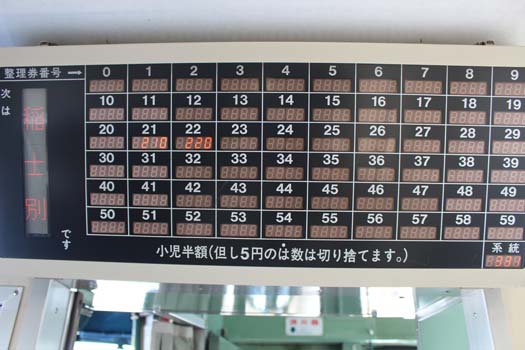 整理券番号→ 0 1 2 3 4 5 6 7 8 9
10 11 12 13 14 15 16 17 18 19
20 21 22 23 24 25 26 27 28 29
210 220
30 31 32 33 34 35 36 37 38 39
40 41 42 43 44 45 46 47 48 49
50 51 52 53 54 55 56 57 58 59
次は
稲士別
です
小児半額(但し5円のは数は切り捨てます。)
系統